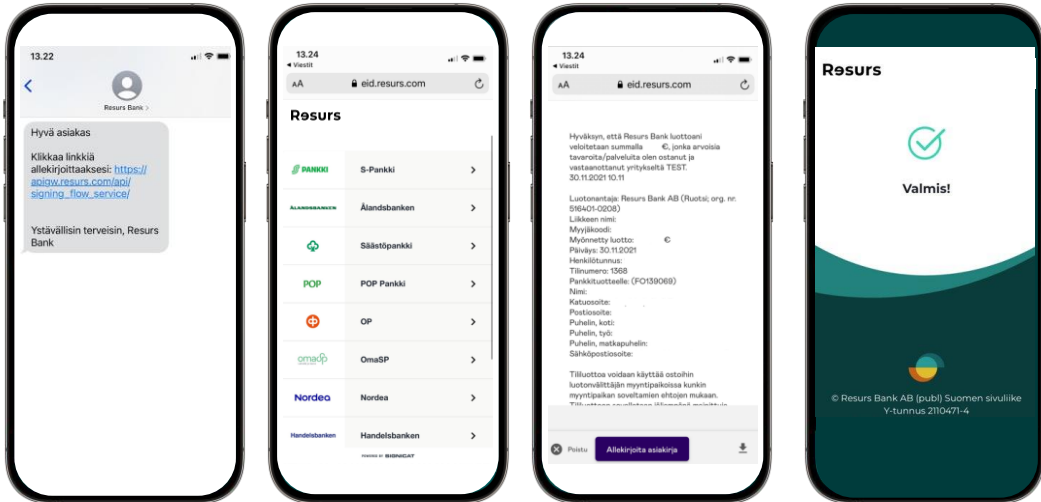 13.22
Resurs Bank >
Hyvä asiakas
Klikkaa linkkiä
allekirjoittaaksesi: https://
apigw.resurs.com/api/
signing_flow_service/
Ystävällisin terveisin, Resurs
Bank
13.24
◀ Viestit
AA eid.resurs.com
Resurs
S PANKKI S-Pankki >
ÅLANDSBANKEN Ålandsbanken >
Säästöpankki >
POP POP Pankki >
OP >
omasp OmaSP >
Nordea Nordea >
Handelsbanken Handelsbanken >
POWERED BY SIGNICAT
13.24
◀ Viestit
AA eid.resurs.com
Hyväksyn, että Resurs Bank luottoani
veloitetaan summalla €, jonka arvoisia
tavaroita/palveluita olen ostanut ja
vastaanottanut yritykseltä TEST.
30.11.2021 10.11
Luotonantaja: Resurs Bank AB (Ruotsi; org. nr.
516401-0208)
Liikkeen nimi:
Myyjäkoodi:
Myönnetty luotto: €
Päiväys: 30.11.2021
Henkilötunnus:
Tilinumero: 1368
Pankkituotteelle: (FO139069)
Nimi:
Katuosoite:
Postiosoite:
Puhelin, koti:
Puhelin, työ:
Puhelin, matkapuhelin:
Sähköpostiosoite:
Tililuottoa voidaan käyttää ostoihin
luotonvälittäjän myyntipaikoissa kunkin
myyntipaikan soveltamien ehtojen mukaan.
Poistu Allekirjoita asiakirja
Resurs
Valmis!
© Resurs Bank AB (publ) Suomen sivuliike
Y-tunnus 2110471-4